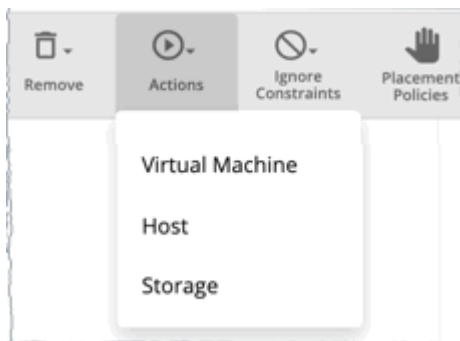 Remove
Actions
Ignore
Constraints
Placement
Policies
Virtual Machine
Host
Storage